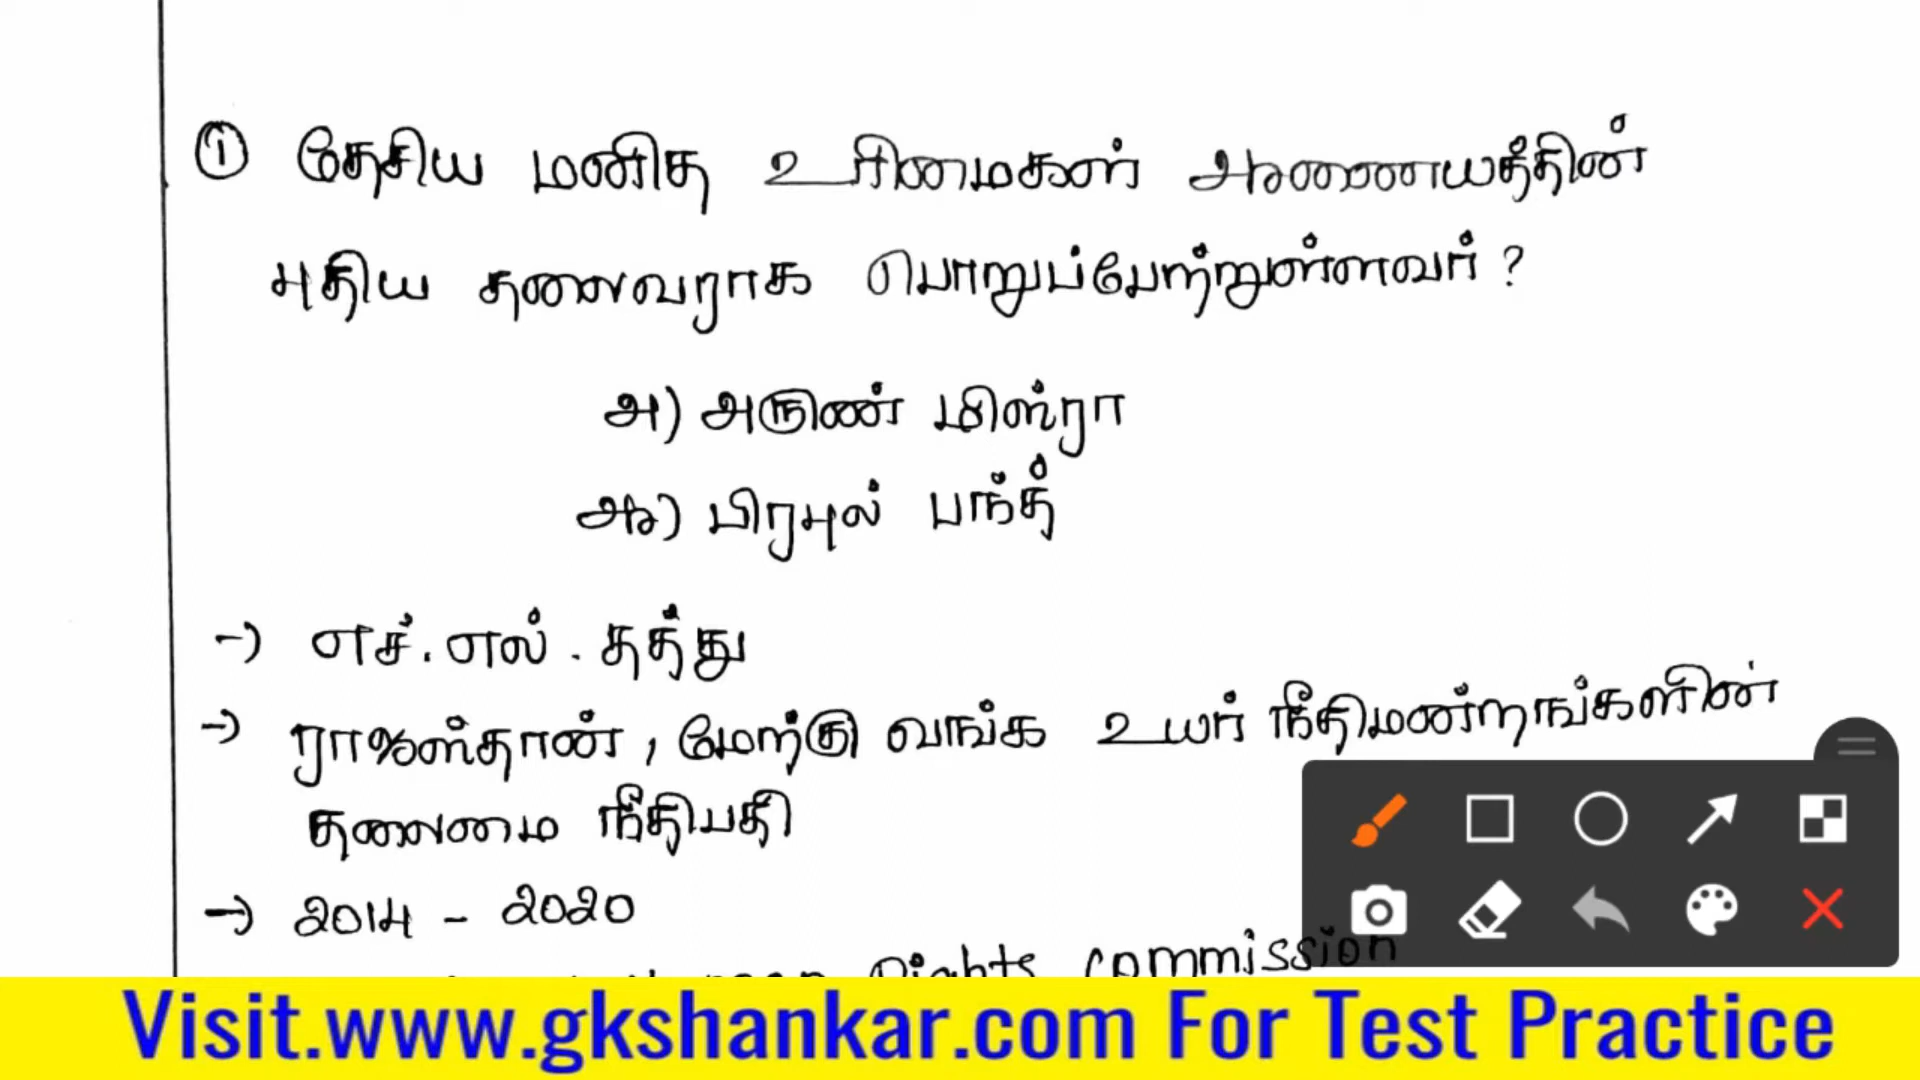 ① தேசிய மனித உரிமைகள் ஆணையத்தின்
புதிய தலைவராக பொறுப்பேற்றுள்ளவர் ?
அ) அருண் மிஸ்ரா
ஆ) பிரபுல் பந்த்
→ எச். எல். தத்து
→ ராஜஸ்தான் , மேற்கு வங்க உயர் நீதிமன்றங்களின்
தலைமை நீதிபதி
→ 2014 - 2020
Rights commission
Visit.www.gkshankar.com For Test Practice